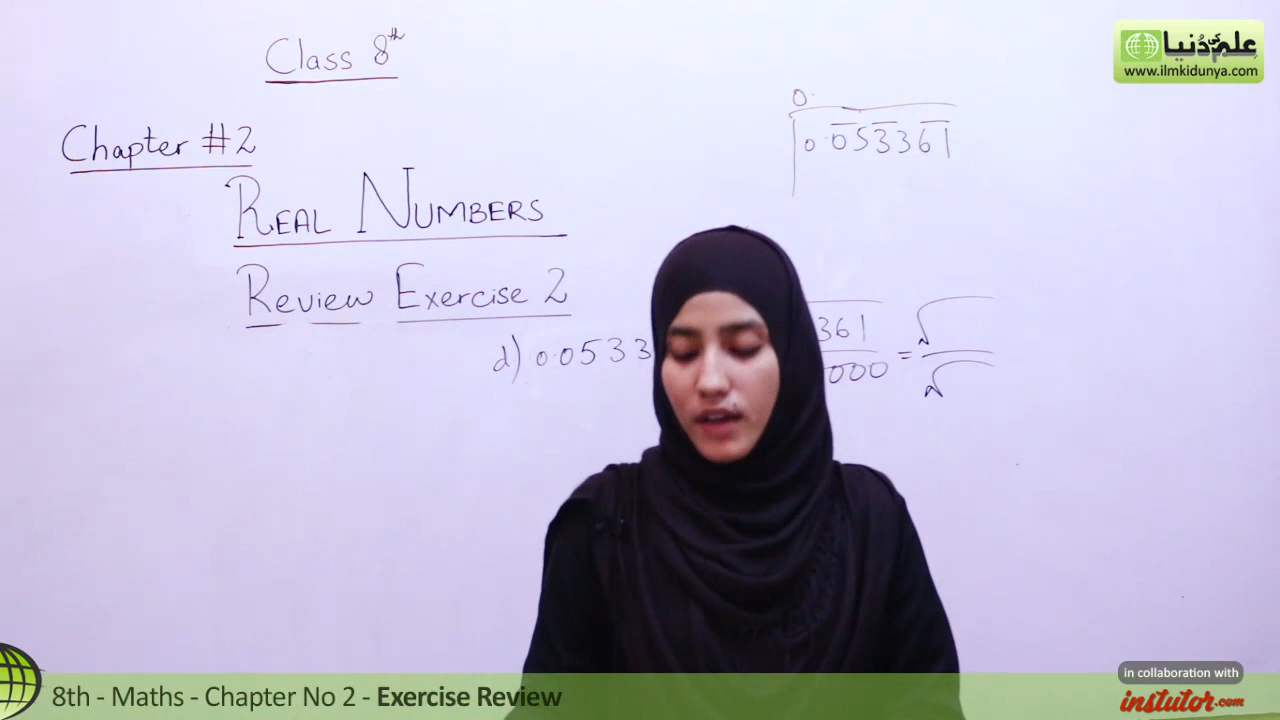 Class 8th
علم کی دُنیا
www.ilmkidunya.com
0.
0.053361
Chapter #2
REAL NUMBERS
Review Exercise 2
d) 0.0533
361
000 = √
√
in collaboration with
instutor.com
8th - Maths - Chapter No 2 - Exercise Review